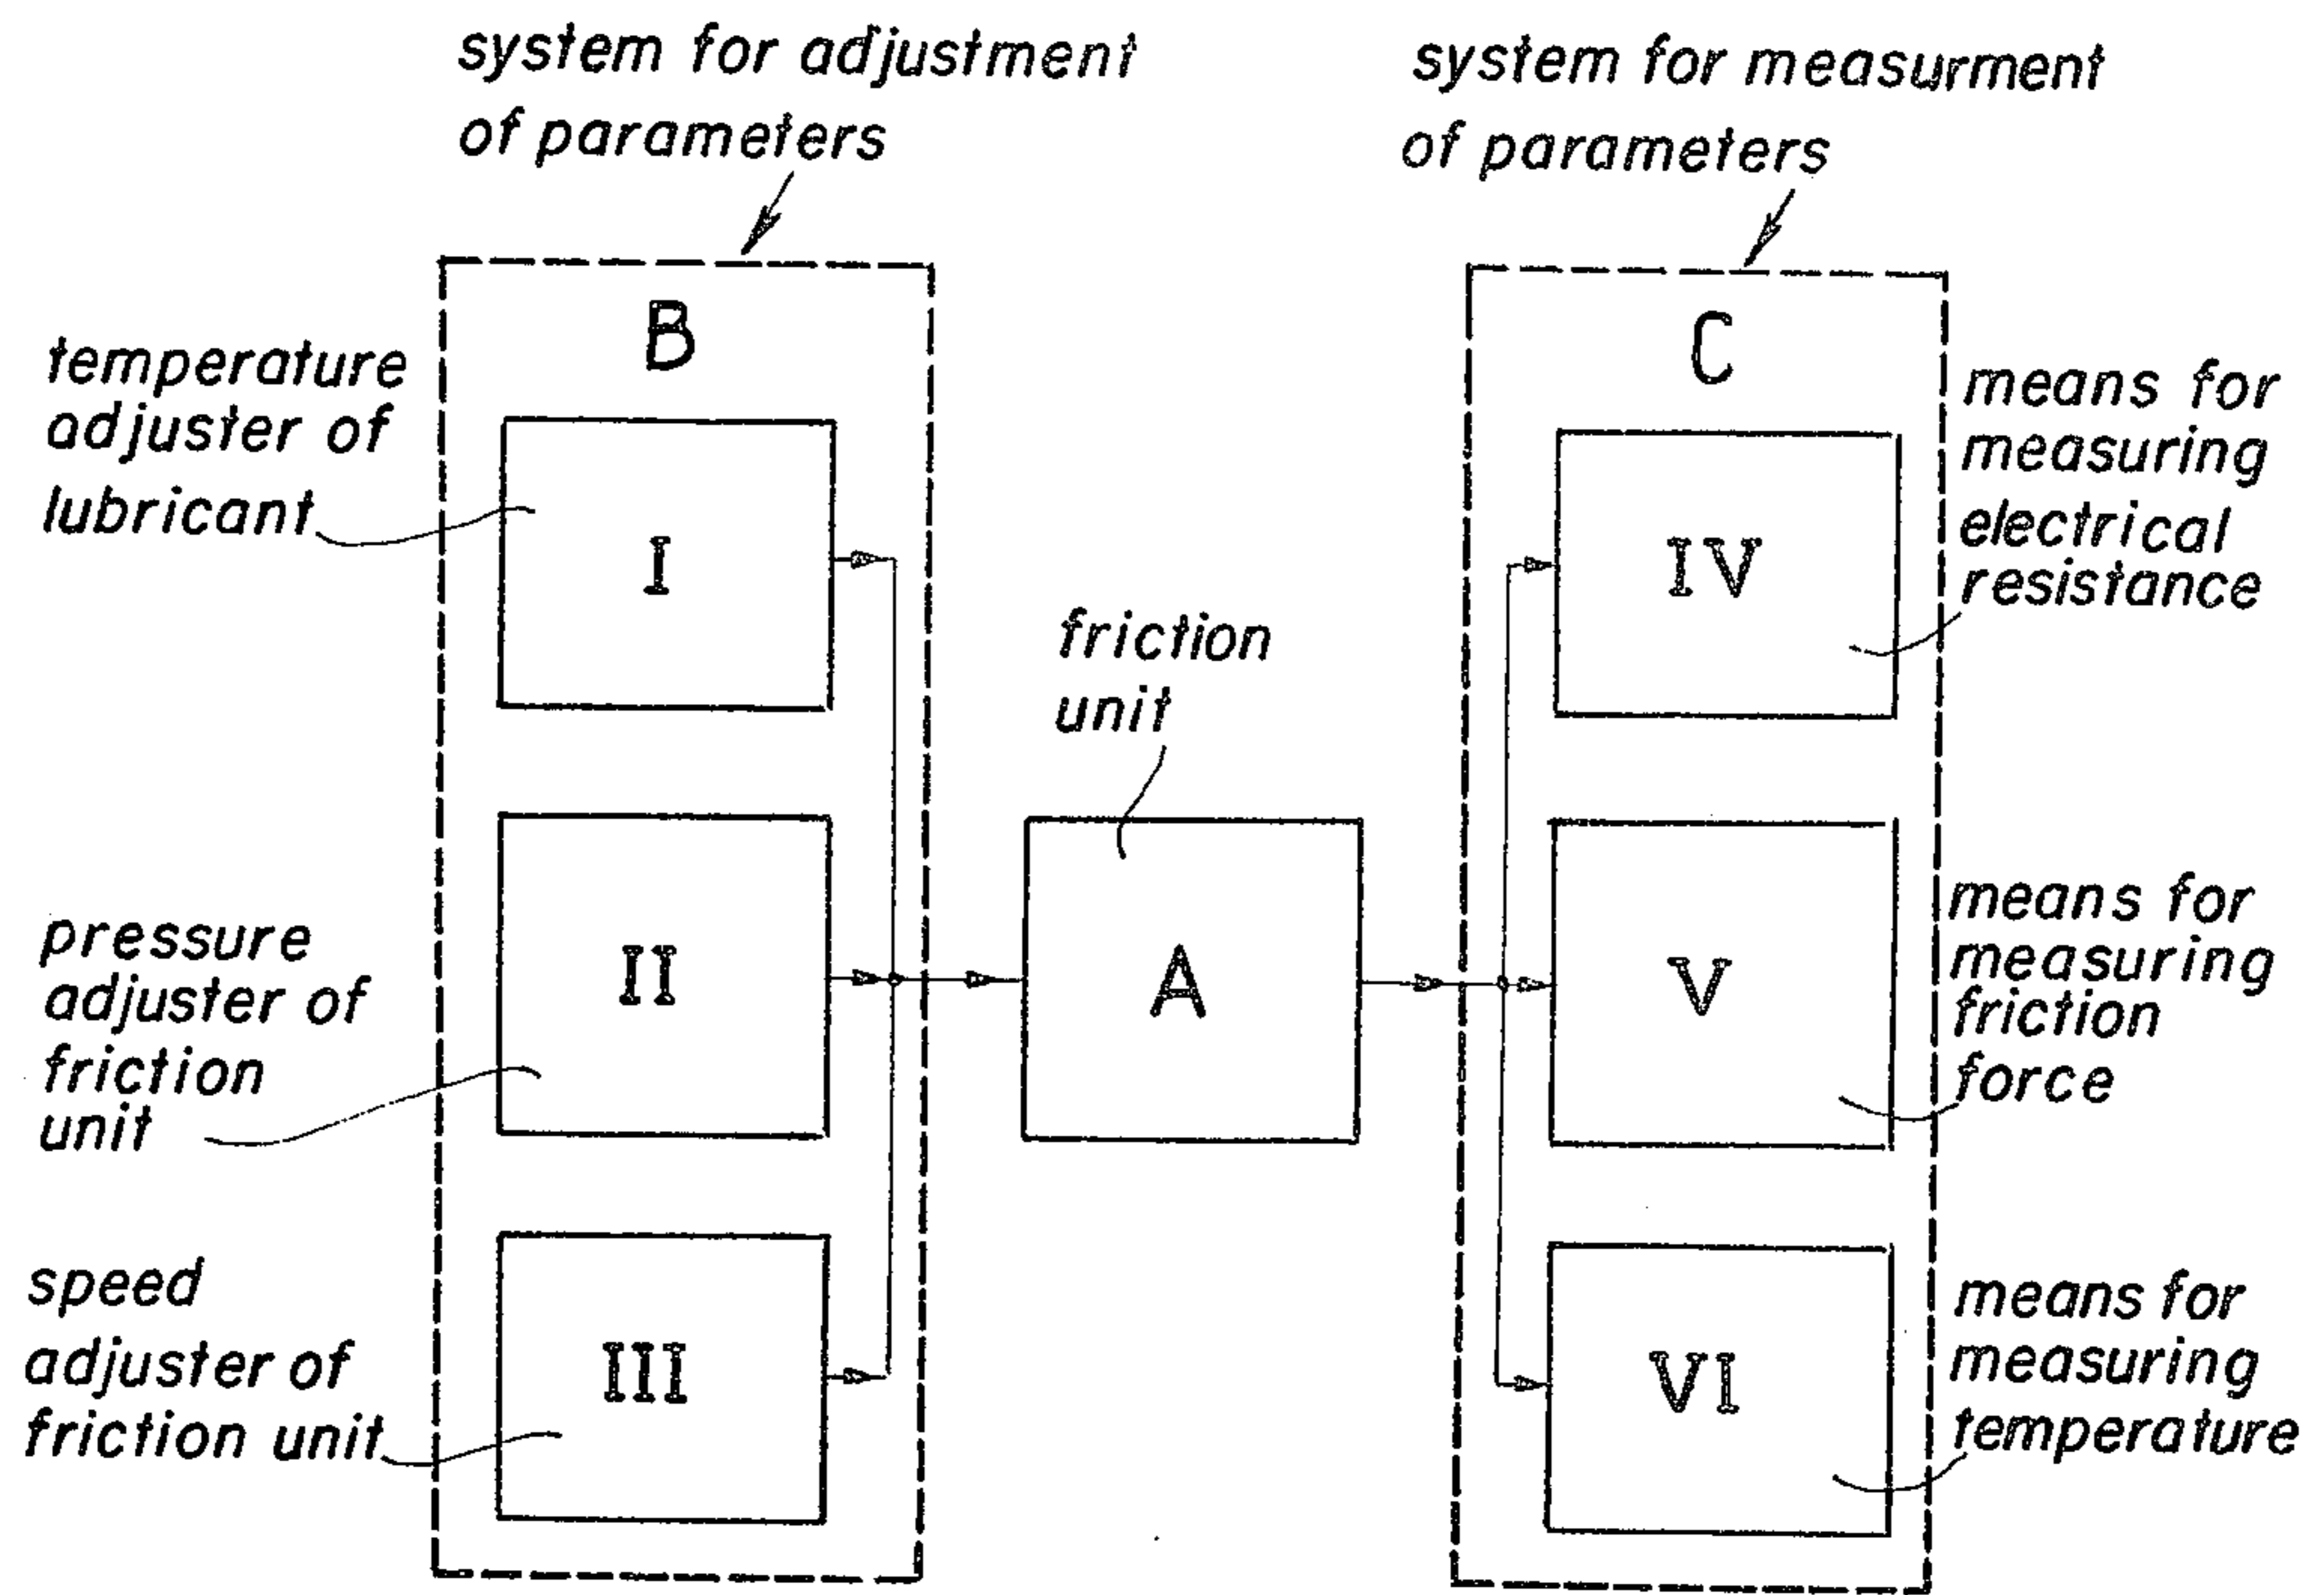 system for adjustment
of parameters
system for measurment
of parameters
B
C
temperature
adjuster of
lubricant
I
means for
measuring
electrical
resistance
IV
friction
unit
pressure
adjuster of
friction
unit
II
A
V
means for
measuring
friction
force
speed
adjuster of
friction unit
III
VI
means for
measuring
temperature